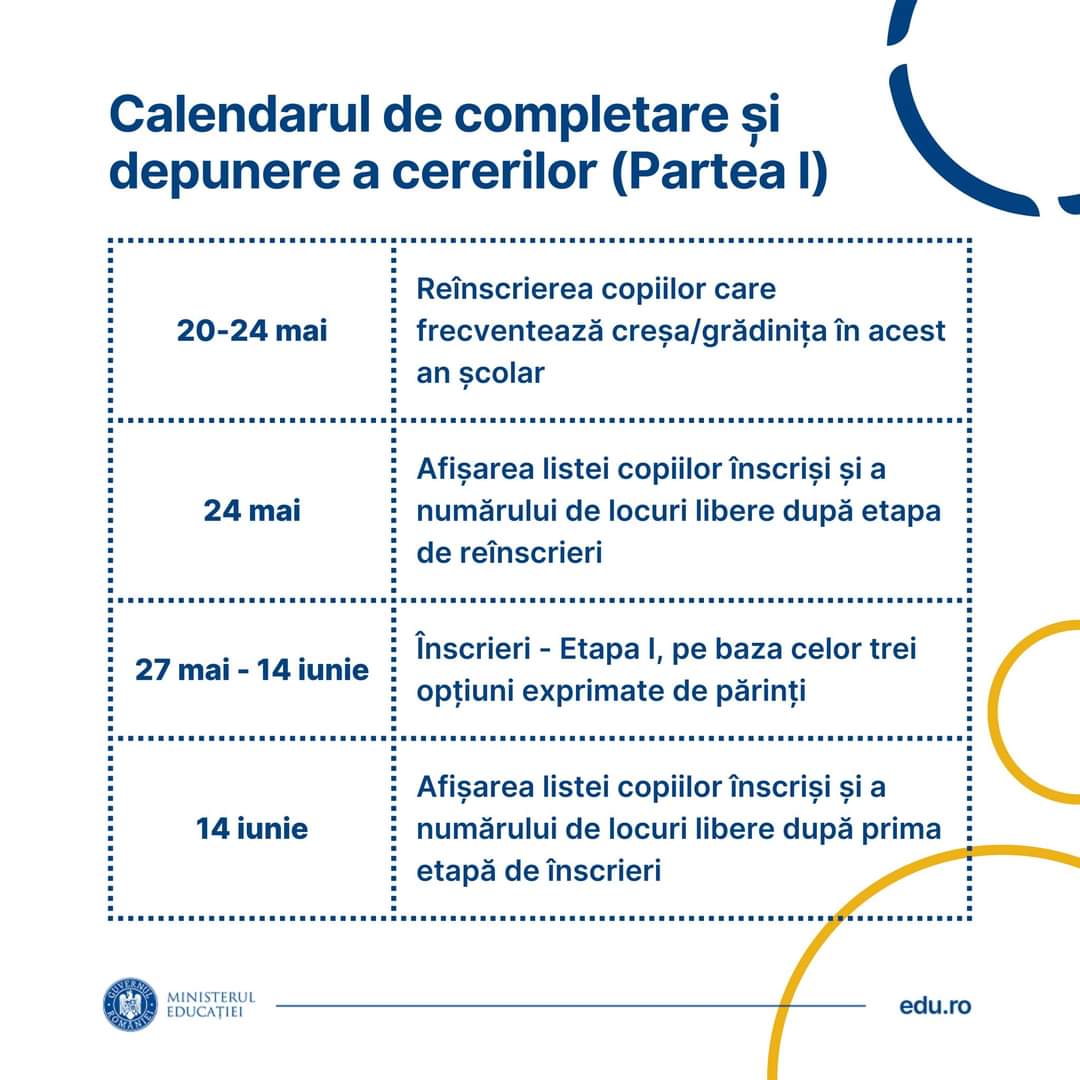 Calendarul de completare și
depunere a cererilor (Partea I)
20-24 mai
Reînscrierea copiilor care
frecventează creșa/grădinița în acest
an școlar
24 mai
Afișarea listei copiilor înscriși și a
numărului de locuri libere după etapa
de reînscrieri
27 mai - 14 iunie
Înscrieri - Etapa I, pe baza celor trei
opțiuni exprimate de părinți
14 iunie
Afișarea listei copiilor înscriși și a
numărului de locuri libere după prima
etapă de înscrieri
GUVERNUL ROMÂNIEI
MINISTERUL
EDUCAȚIEI
edu.ro